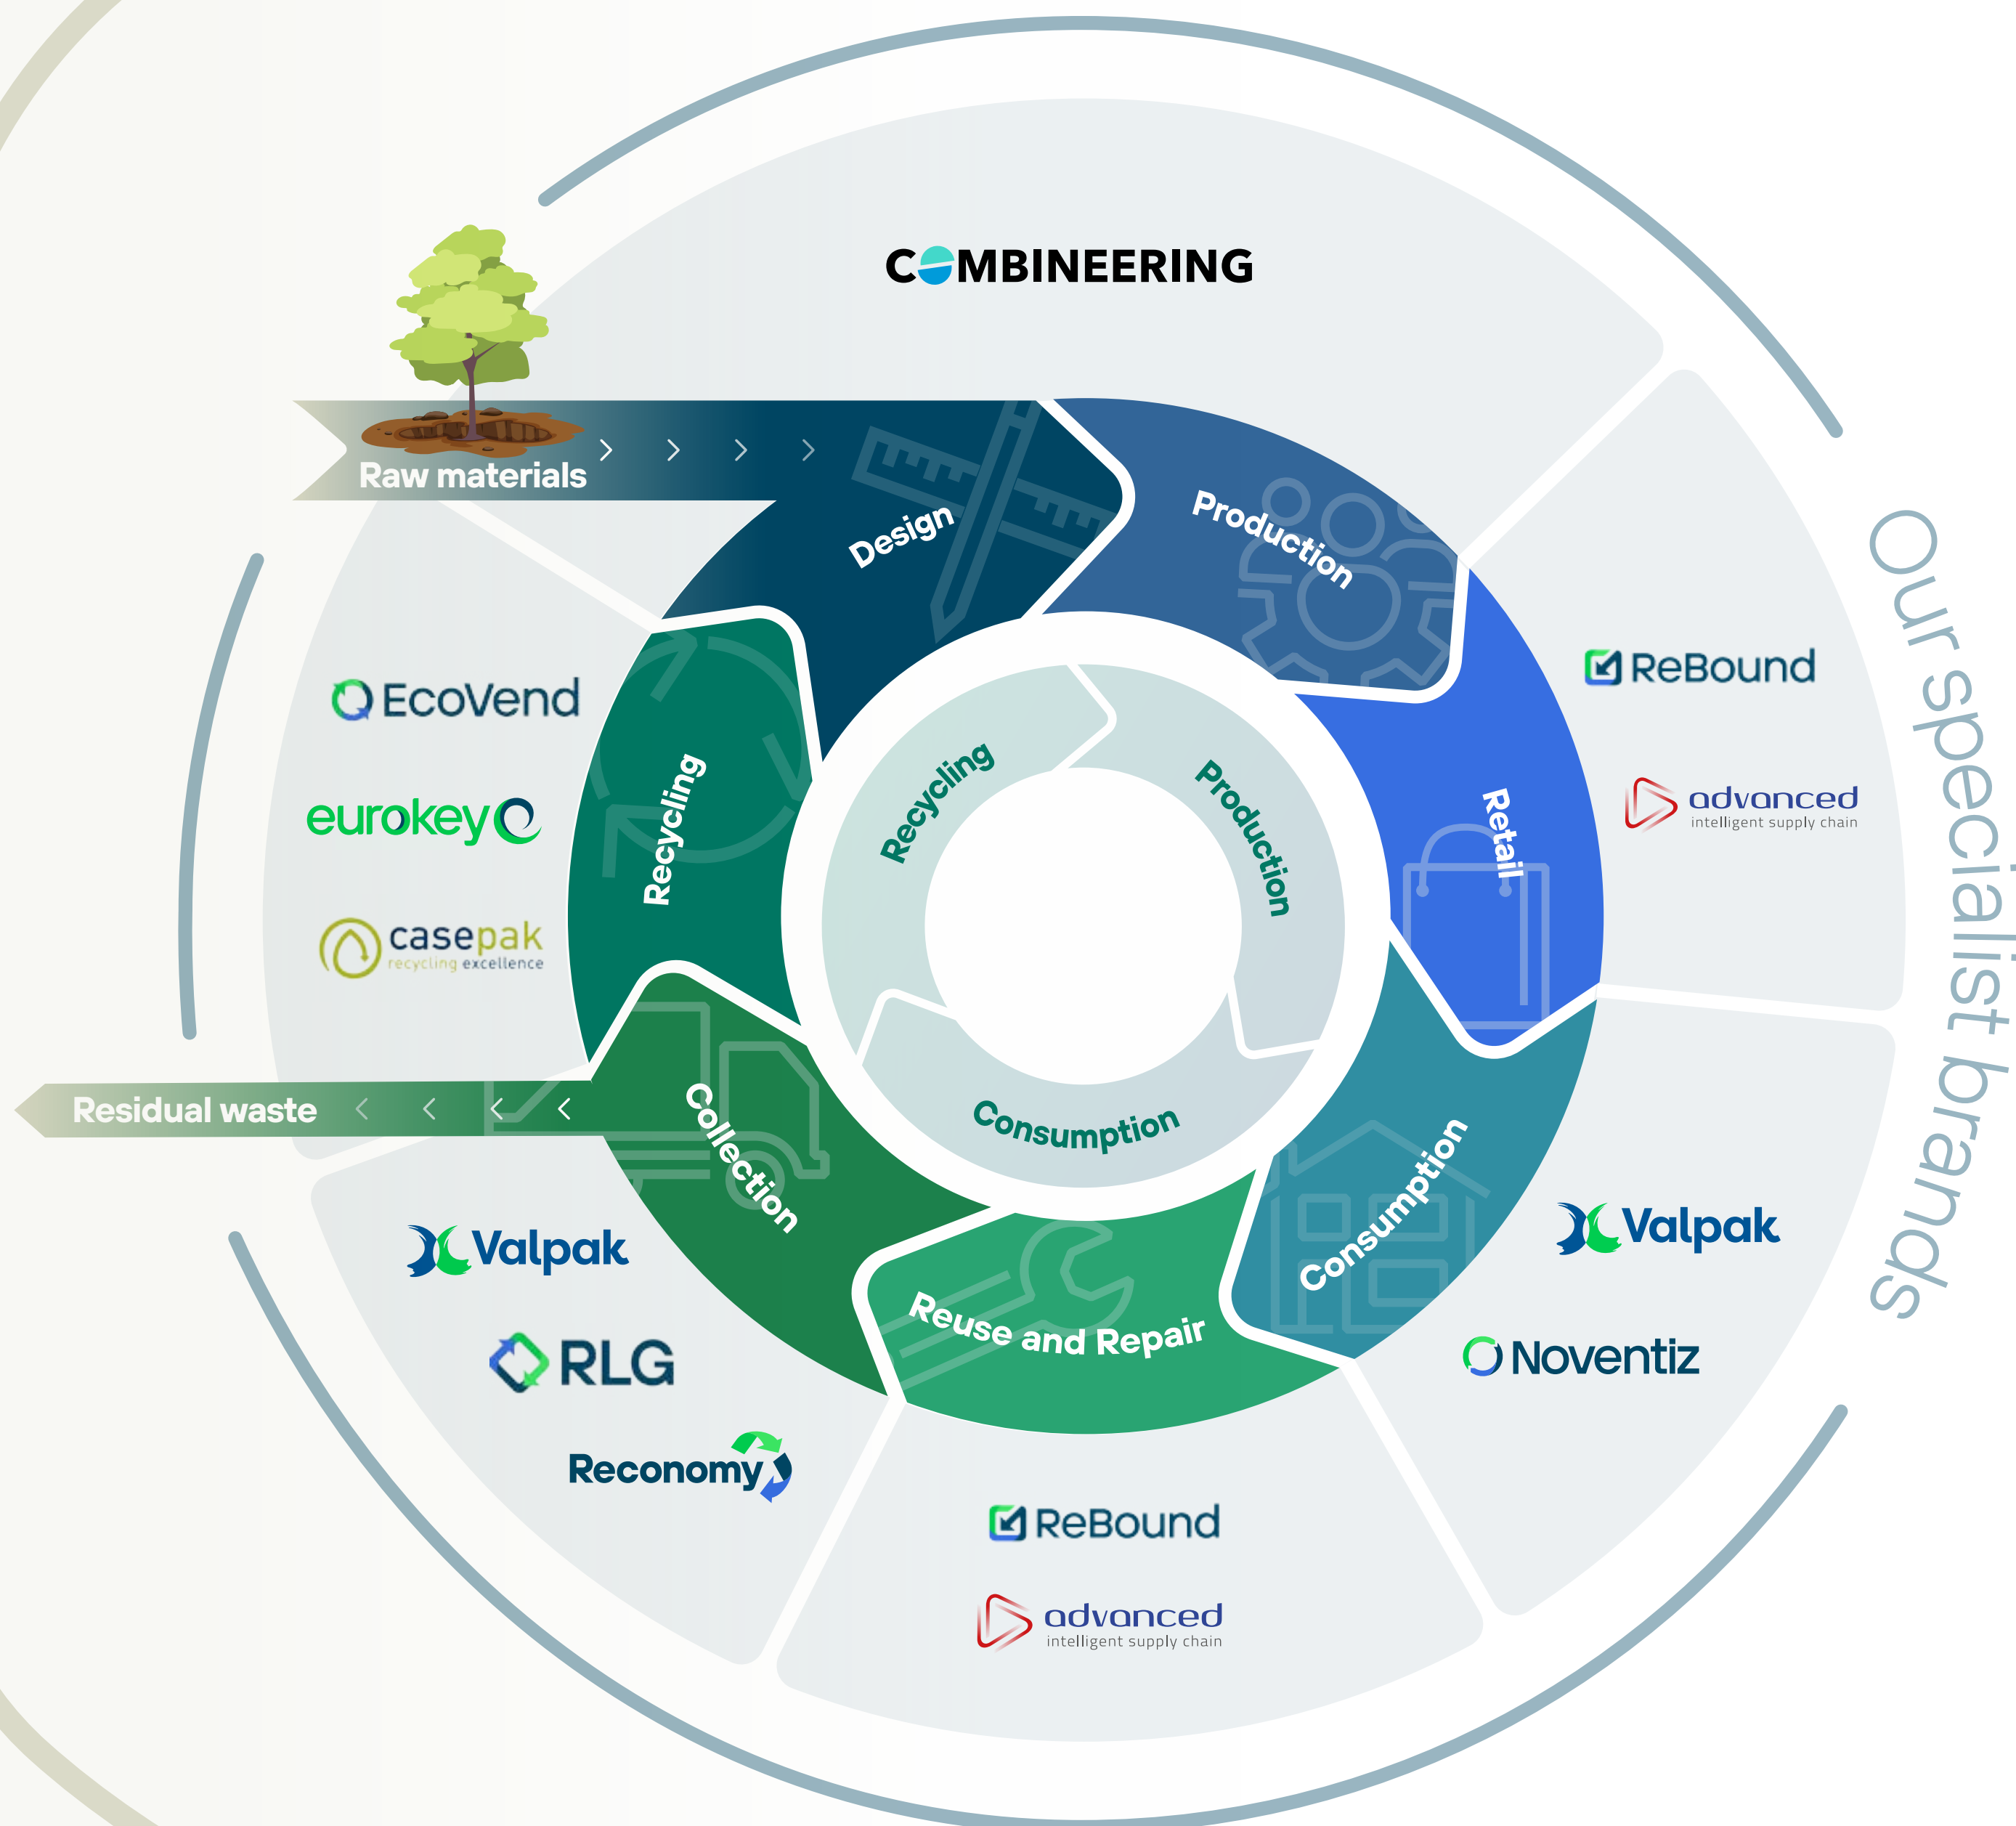 COMBINEERING
Raw materials
Design
Production
Retail
Consumption
Reuse and Repair
Collection
Recycling
Residual waste
Recycling
Production
Consumption
ReBound
advanced
intelligent supply chain
Valpak
Noventiz
ReBound
advanced
intelligent supply chain
Valpak
RLG
Reconomy
EcoVend
eurokey
casepak
recycling excellence
Our specialist brands